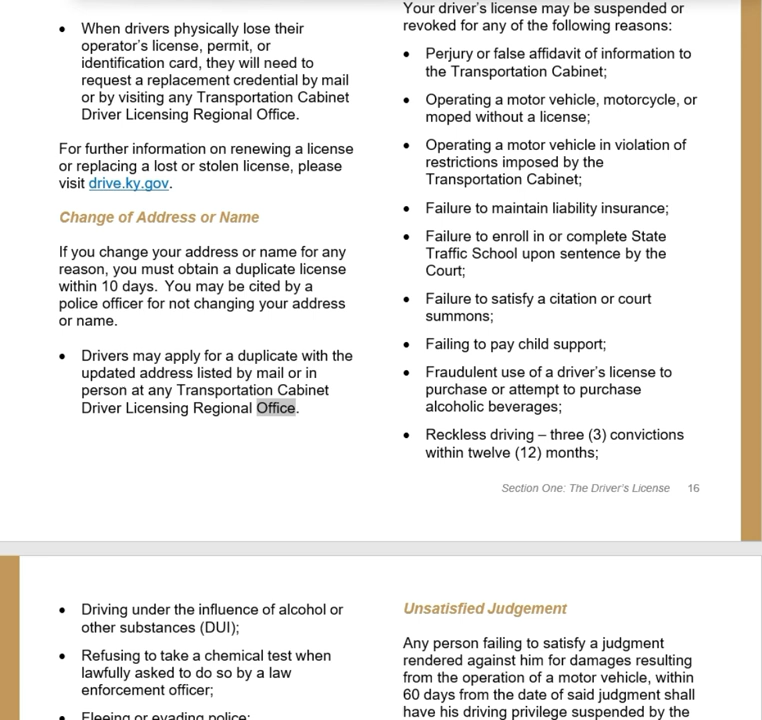 • When drivers physically lose their
operator's license, permit, or
identification card, they will need to
request a replacement credential by mail
or by visiting any Transportation Cabinet
Driver Licensing Regional Office.
For further information on renewing a license
or replacing a lost or stolen license, please
visit drive.ky.gov.
Change of Address or Name
If you change your address or name for any
reason, you must obtain a duplicate license
within 10 days.  You may be cited by a
police officer for not changing your address
or name.
• Drivers may apply for a duplicate with the
updated address listed by mail or in
person at any Transportation Cabinet
Driver Licensing Regional Office.
Your driver's license may be suspended or
revoked for any of the following reasons:
• Perjury or false affidavit of information to
the Transportation Cabinet;
• Operating a motor vehicle, motorcycle, or
moped without a license;
• Operating a motor vehicle in violation of
restrictions imposed by the
Transportation Cabinet;
• Failure to maintain liability insurance;
• Failure to enroll in or complete State
Traffic School upon sentence by the
Court;
• Failure to satisfy a citation or court
summons;
• Failing to pay child support;
• Fraudulent use of a driver's license to
purchase or attempt to purchase
alcoholic beverages;
• Reckless driving – three (3) convictions
within twelve (12) months;
Section One: The Driver's License 16
• Driving under the influence of alcohol or
other substances (DUI);
• Refusing to take a chemical test when
lawfully asked to do so by a law
enforcement officer;
• Fleeing or evading police;
Unsatisfied Judgement
Any person failing to satisfy a judgment
rendered against him for damages resulting
from the operation of a motor vehicle, within
60 days from the date of said judgment shall
have his driving privilege suspended by the